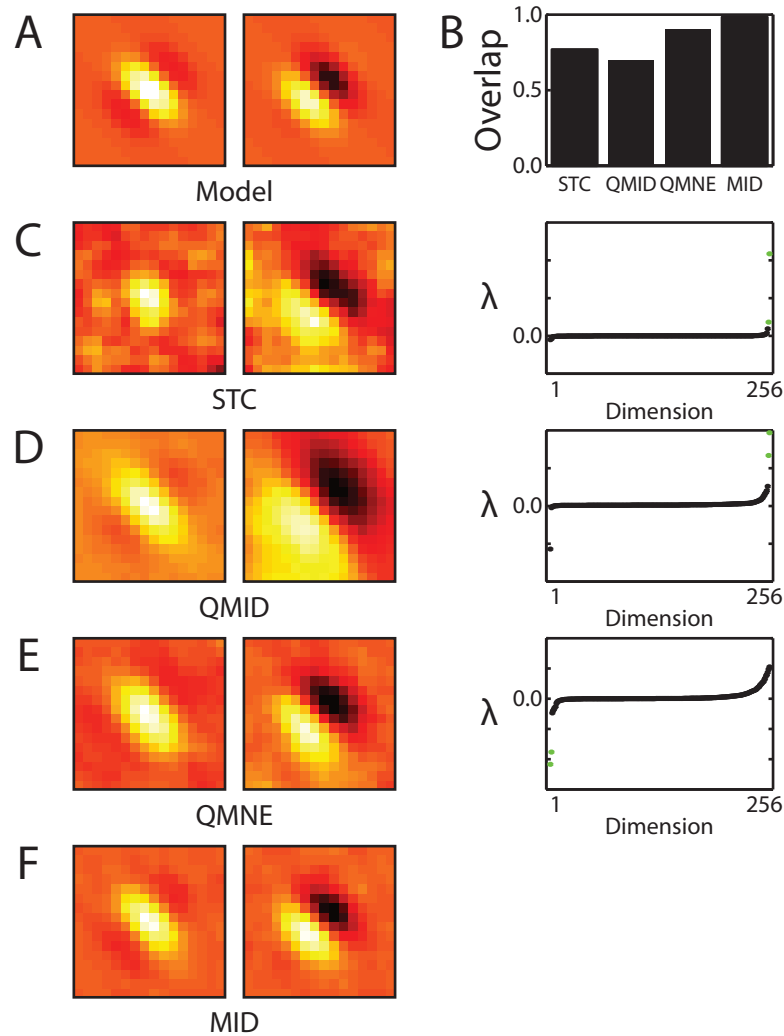 A
Model
B
Overlap
1.0
0.5
0.0
STC QMID QMNE MID
C
STC
λ
0.0
1 256
Dimension
D
QMID
λ
0.0
1 256
Dimension
E
QMNE
λ
0.0
1 256
Dimension
F
MID